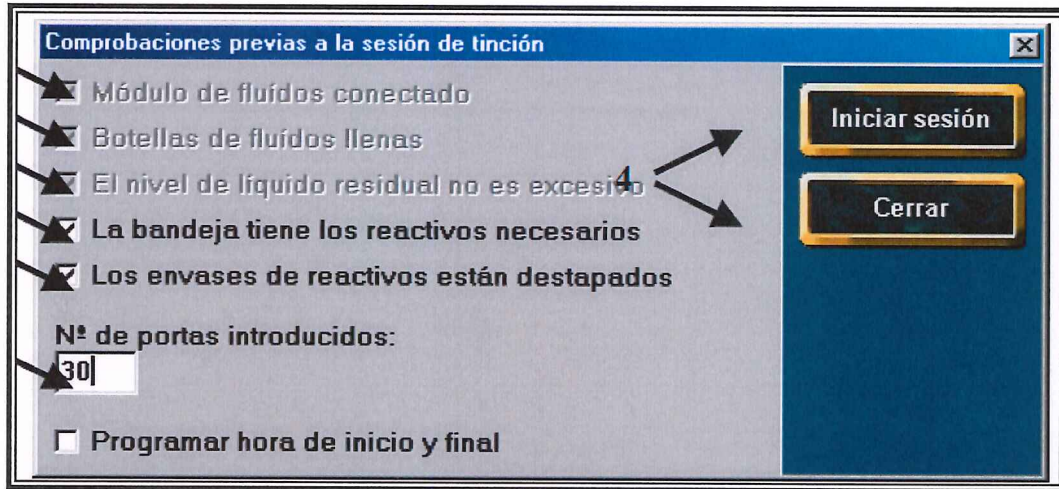 Comprobaciones previas a la sesión de tinción
Módulo de fluídos conectado
Botellas de fluídos llenas
El nivel de líquido residual no es excesivo
4
La bandeja tiene los reactivos necesarios
Los envases de reactivos están destapados
Nº de portas introducidos:
30
Programar hora de inicio y final
Iniciar sesión
Cerrar